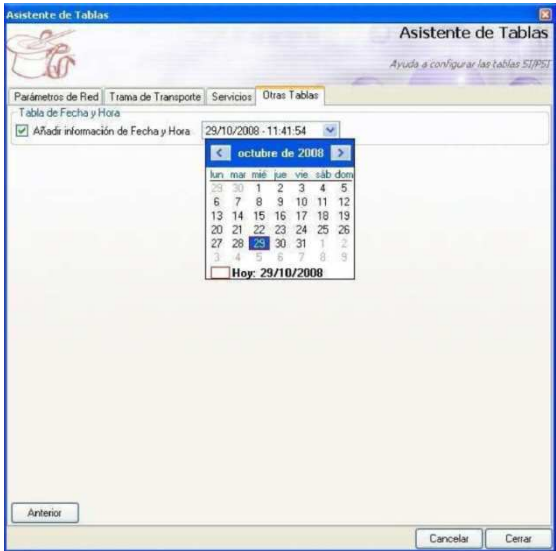 Asistente de Tablas
Asistente de Tablas
Ayuda a configurar las tablas SI/PSI
Parámetros de Red Trama de Transporte Servicios Otras Tablas
Tabla de Fecha y Hora
Añadir información de Fecha y Hora 29/10/2008 - 11:41:54
octubre de 2008
lun mar mié jue vie sáb dom
29 30 1 2 3 4 5
6 7 8 9 10 11 12
13 14 15 16 17 18 19
20 21 22 23 24 25 26
27 28 29 30 31 1 2
3 4 5 6 7 8 9
Hoy: 29/10/2008
Anterior
Cancelar Cerrar